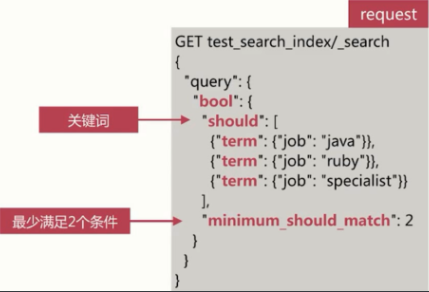 request
GET test_search_index/_search
{
"query": {
"bool": {
关键词
"should": [
{"term": {"job": "java"}},
{"term": {"job": "ruby"}},
{"term": {"job": "specialist"}}
],
最少满足2个条件
"minimum_should_match": 2
}
}
}